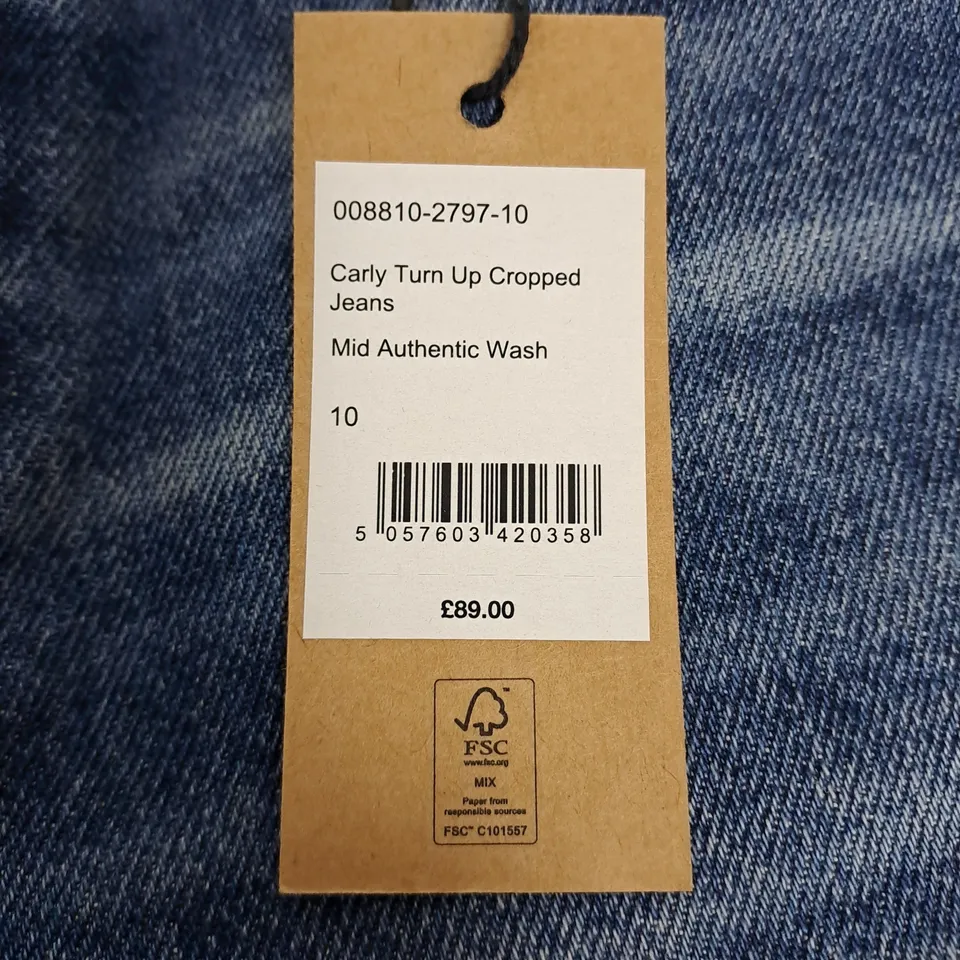 008810-2797-10
Carly Turn Up Cropped
Jeans
Mid Authentic Wash
10
5 057603 420358
£89.00
FSC
www.fsc.org
MIX
Paper from
responsible sources
FSC™ C101557